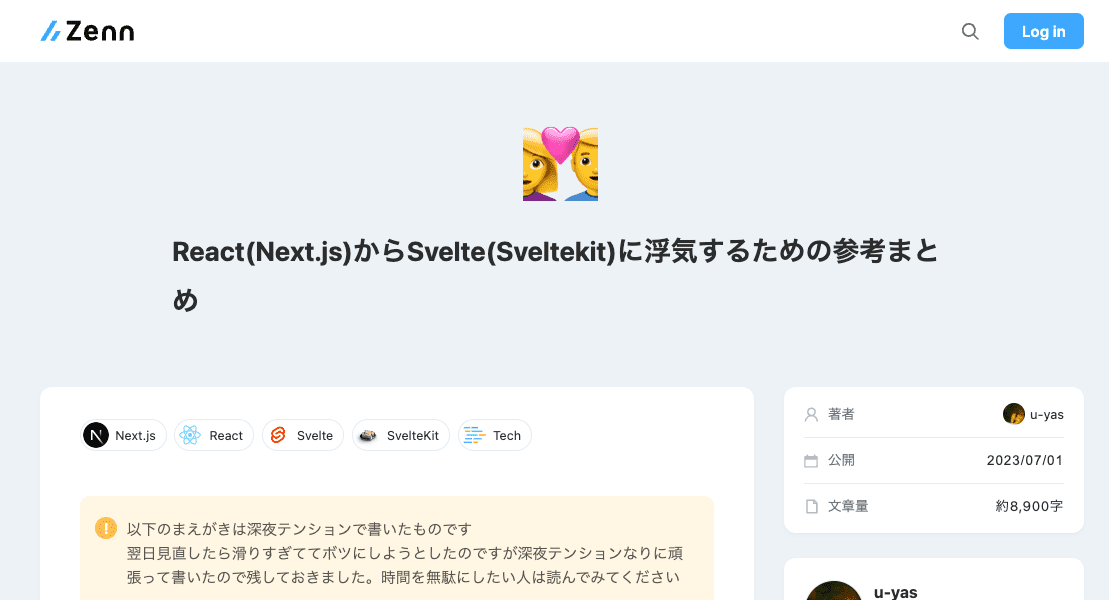 Zenn
Log in
React(Next.js)からSvelte(Sveltekit)に浮気するための参考まと
め
Next.js
React
Svelte
SvelteKit
Tech
以下のまえがきは深夜テンションで書いたものです
翌日見直したら滑りすぎててボツにしようとしたのですが深夜テンションなりに頑
張って書いたので残しておきました。時間を無駄にしたい人は読んでみてください
著者
u-yas
公開
2023/07/01
文章量
約8,900字
u-yas